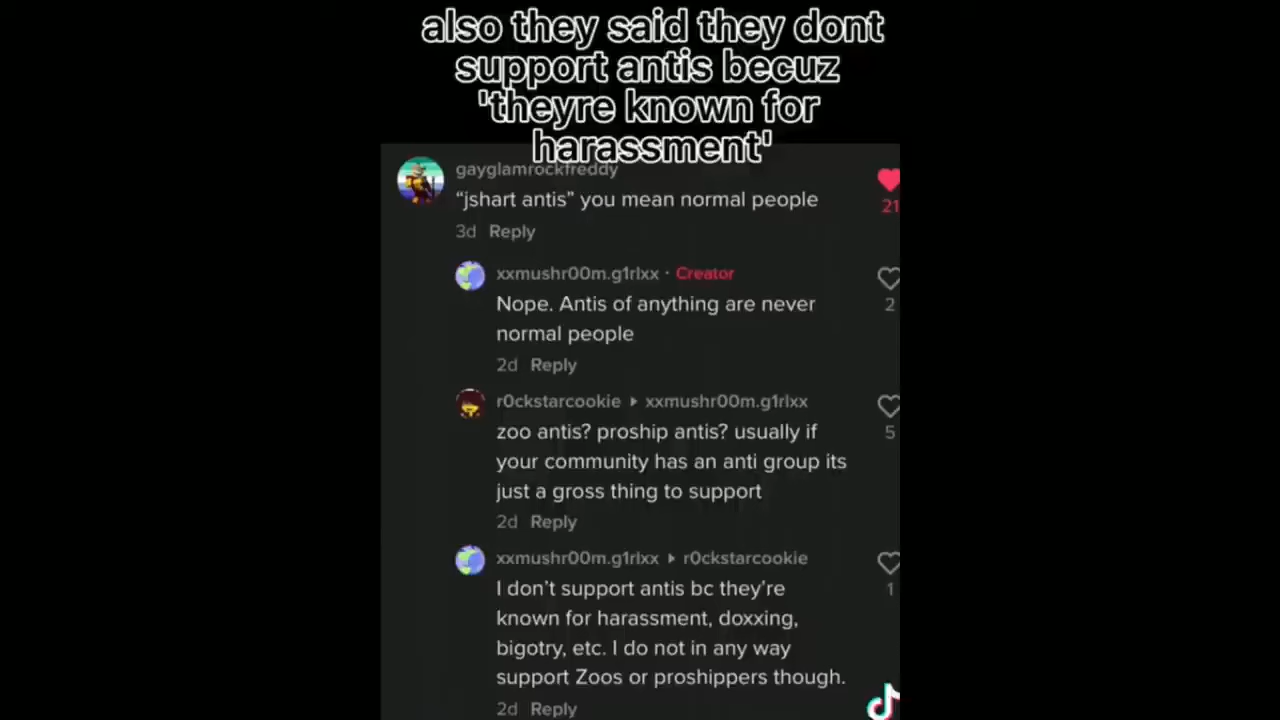 also they said they dont
support antis becuz
'theyre known for
harassment'
gayglamrockfreddy
“jshart antis” you mean normal people
21
3d Reply
xxmushr00m.g1rlxx · Creator
Nope. Antis of anything are never
normal people
2
2d Reply
r0ckstarcookie ▸ xxmushr00m.g1rlxx
zoo antis? proship antis? usually if
your community has an anti group its
just a gross thing to support
5
2d Reply
xxmushr00m.g1rlxx ▸ r0ckstarcookie
I don’t support antis bc they’re
known for harassment, doxxing,
bigotry, etc. I do not in any way
support Zoos or proshippers though.
1
2d Reply